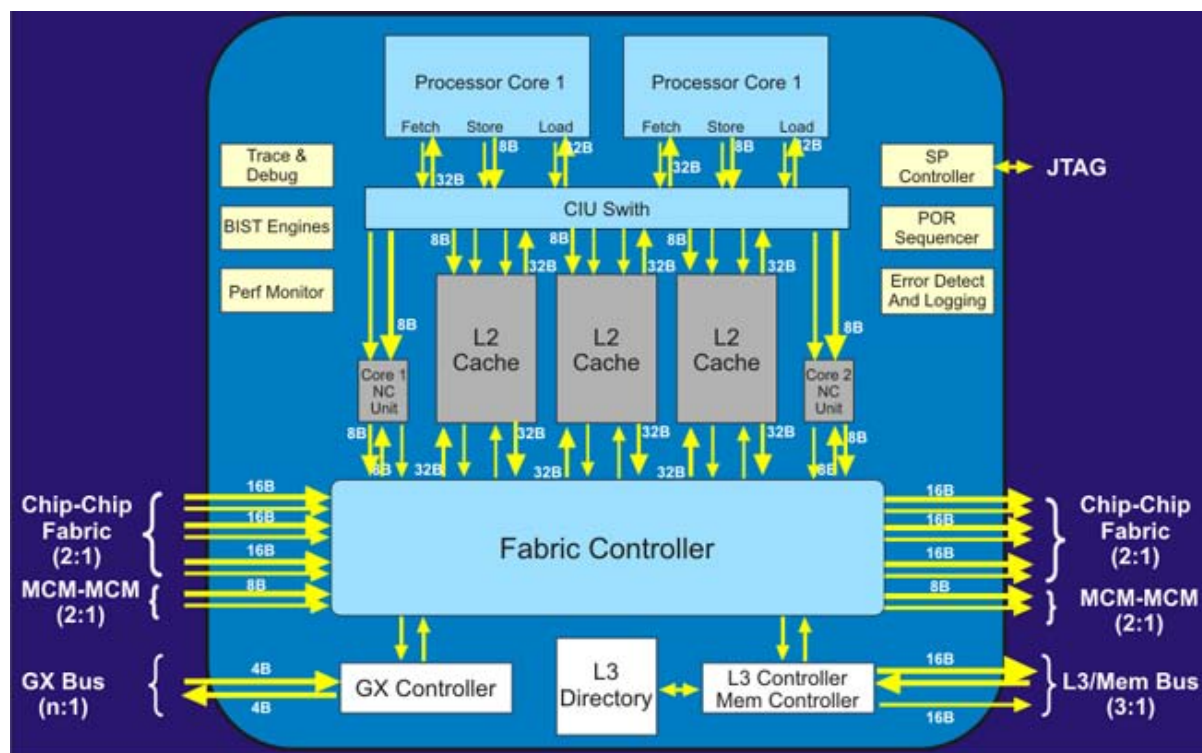 Processor Core 1
Processor Core 1
Fetch Store Load
Fetch Store Load
8B
32B
8B
32B
32B
32B
Trace &
Debug
BIST Engines
Perf Monitor
SP
Controller
JTAG
POR
Sequencer
Error Detect
And Logging
CIU Swith
8B
8B
8B
32B
32B
32B
8B
8B
L2
Cache
L2
Cache
L2
Cache
Core 1
NC
Unit
Core 2
NC
Unit
8B
32B
32B
32B
8B
8B
32B
32B
32B
8B
Chip-Chip
Fabric
(2:1)
16B
16B
16B
MCM-MCM
(2:1)
8B
Fabric Controller
16B
16B
16B
Chip-Chip
Fabric
(2:1)
8B
MCM-MCM
(2:1)
GX Bus
(n:1)
4B
4B
GX Controller
L3
Directory
L3 Controller
Mem Controller
16B
16B
L3/Mem Bus
(3:1)